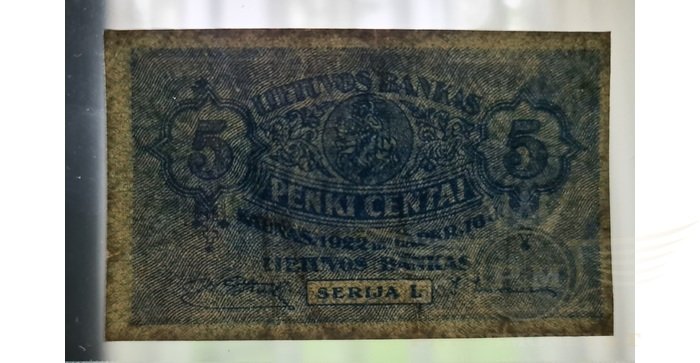 LIETUVOS BANKAS
5 5
PENKI CENTAI
KAUNAS, 1922
LIETUVOS BANKAS
SERIJA I.